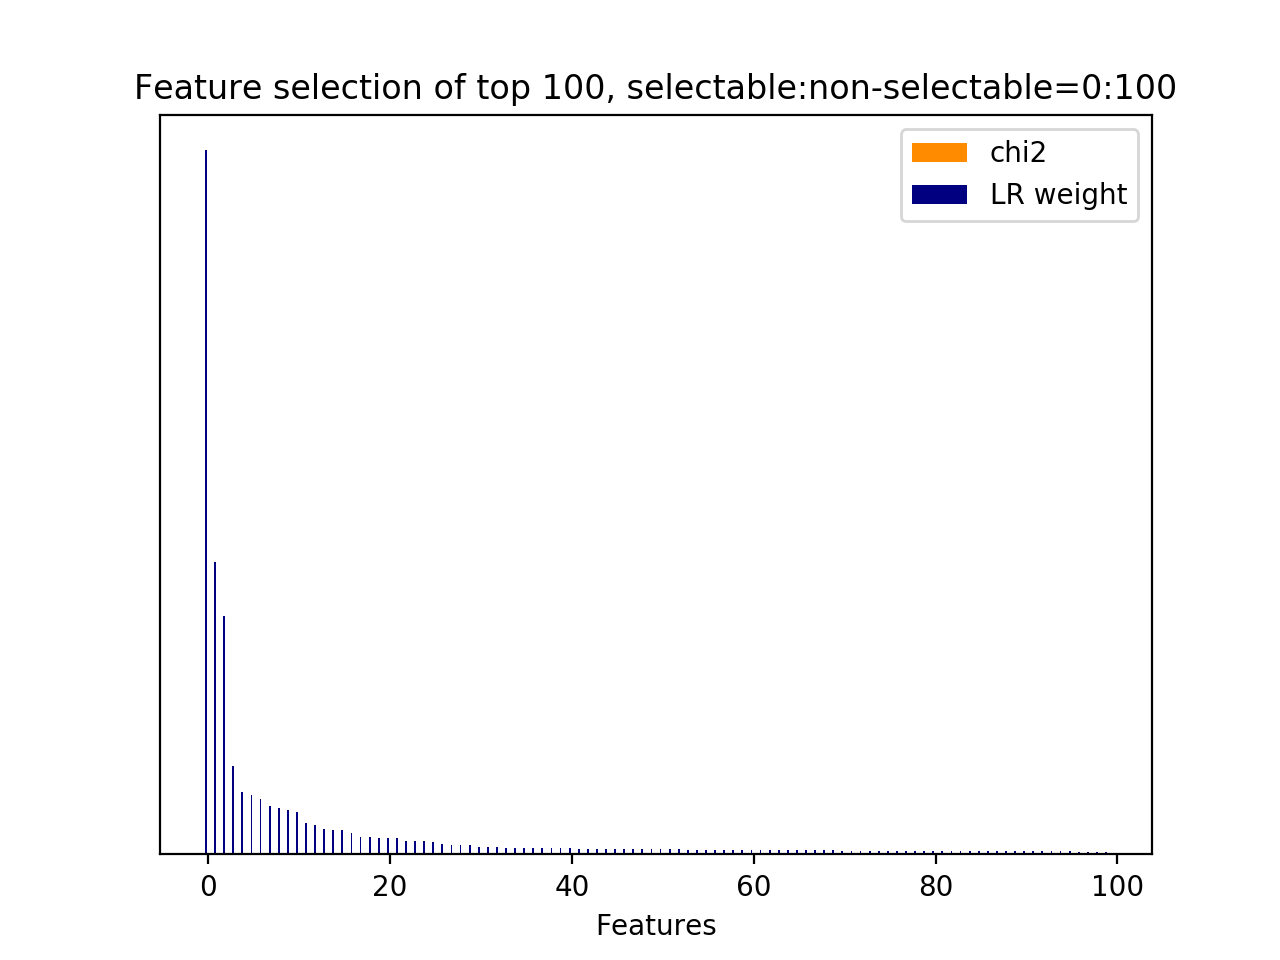 Feature selection of top 100, selectable:non-selectable=0:100
chi2
LR weight
0 20 40 60 80 100
Features